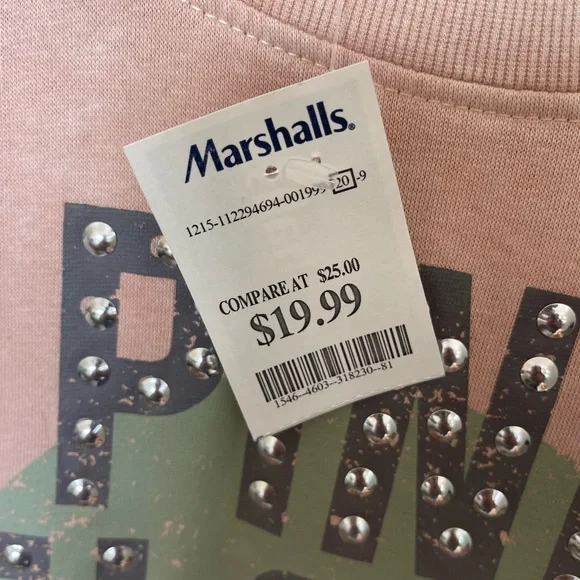 Marshalls.
1215-112294694-001999 20 -9
COMPARE AT $25.00
$19.99
1546--4603--318230--81